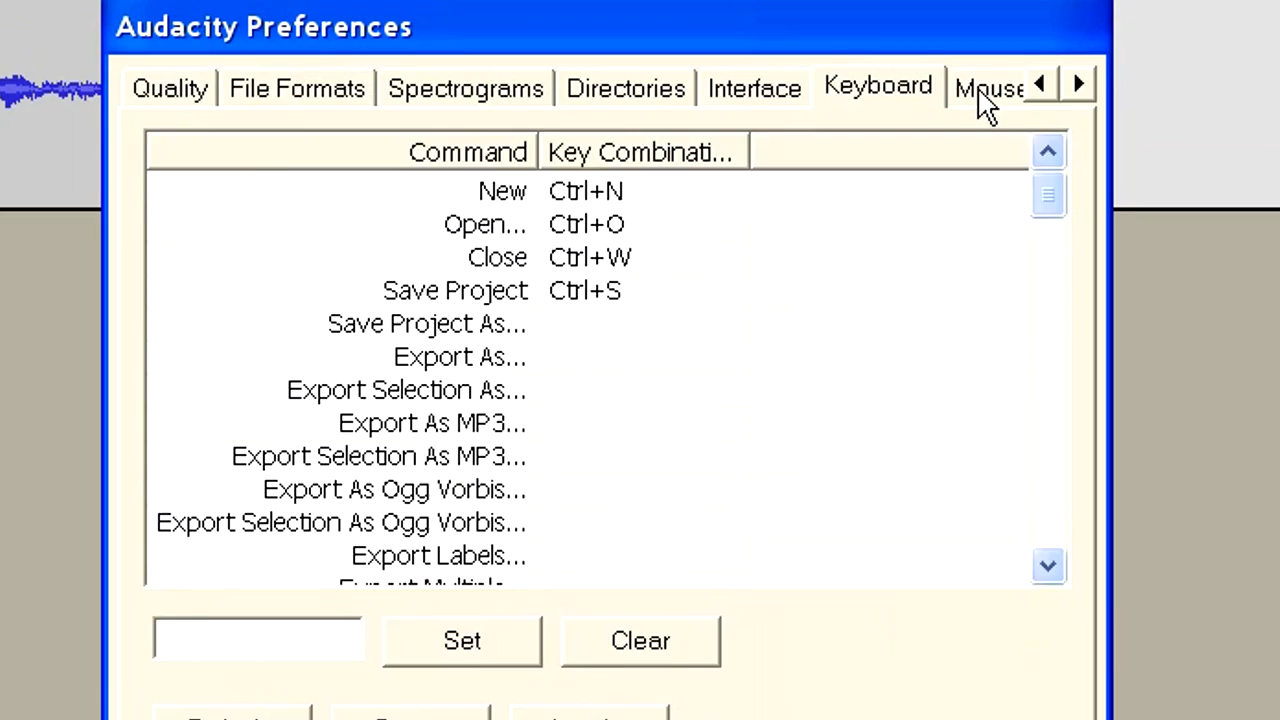 Audacity Preferences
Quality File Formats Spectrograms Directories Interface Keyboard Mouse
Command Key Combinati...
New Ctrl+N
Open... Ctrl+O
Close Ctrl+W
Save Project Ctrl+S
Save Project As...
Export As...
Export Selection As...
Export As MP3...
Export Selection As MP3...
Export As Ogg Vorbis...
Export Selection As Ogg Vorbis...
Export Labels...
Export Multiple...
Set Clear